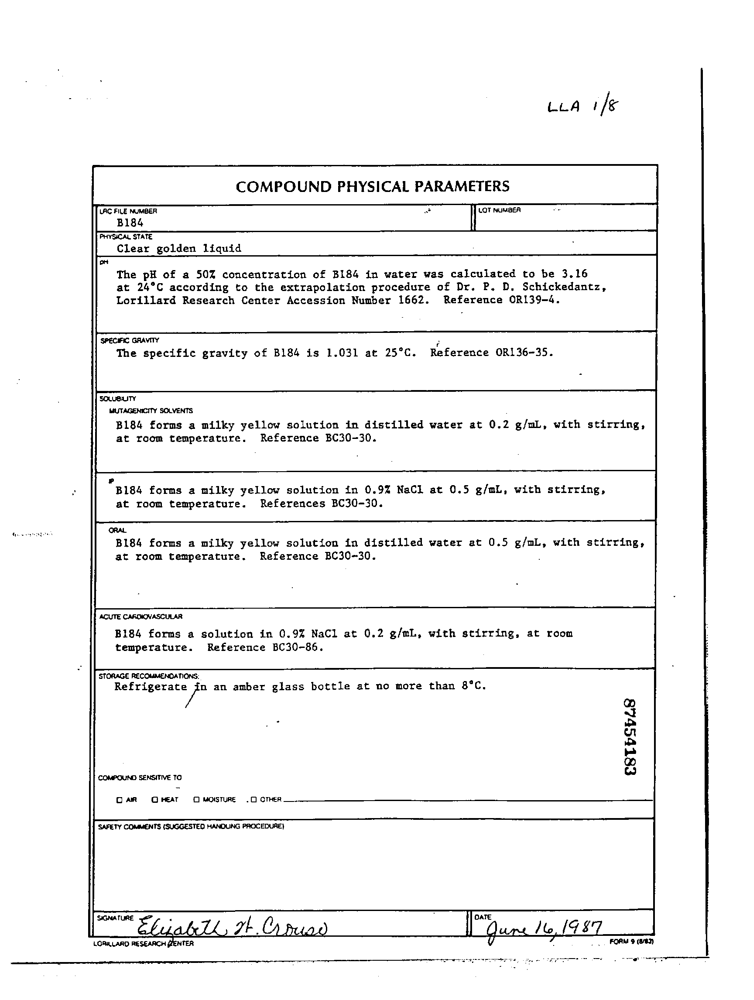 LLA 1/8
COMPOUND PHYSICAL PARAMETERS
LRC FILE NUMBER
B184
LOT NUMBER
PHYSICAL STATE
Clear golden liquid
pH
The pH of a 50% concentration of B184 in water was calculated to be 3.16
at 24°C according to the extrapolation procedure of Dr. P. D. Schickedantz,
Lorillard Research Center Accession Number 1662. Reference OR139-4.
SPECIFIC GRAVITY
The specific gravity of B184 is 1.031 at 25°C. Reference OR136-35.
SOLUBILITY
MUTAGENICITY SOLVENTS
B184 forms a milky yellow solution in distilled water at 0.2 g/mL, with stirring,
at room temperature. Reference BC30-30.
IP
B184 forms a milky yellow solution in 0.9% NaCl at 0.5 g/mL, with stirring,
at room temperature. References BC30-30.
ORAL
B184 forms a milky yellow solution in distilled water at 0.5 g/mL, with stirring,
at room temperature. Reference BC30-30.
ACUTE CARDIOVASCULAR
B184 forms a solution in 0.9% NaCl at 0.2 g/mL, with stirring, at room
temperature. Reference BC30-86.
STORAGE RECOMMENDATIONS:
Refrigerate in an amber glass bottle at no more than 8°C.
87454183
COMPOUND SENSITIVE TO
☐ AIR ☐ HEAT ☐ MOISTURE ☐ OTHER
SAFETY COMMENTS (SUGGESTED HANDLING PROCEDURE)
SIGNATURE Elizabeth H. Crouse
DATE June 16, 1987
LORILLARD RESEARCH CENTER
FORM 9 (8/82)